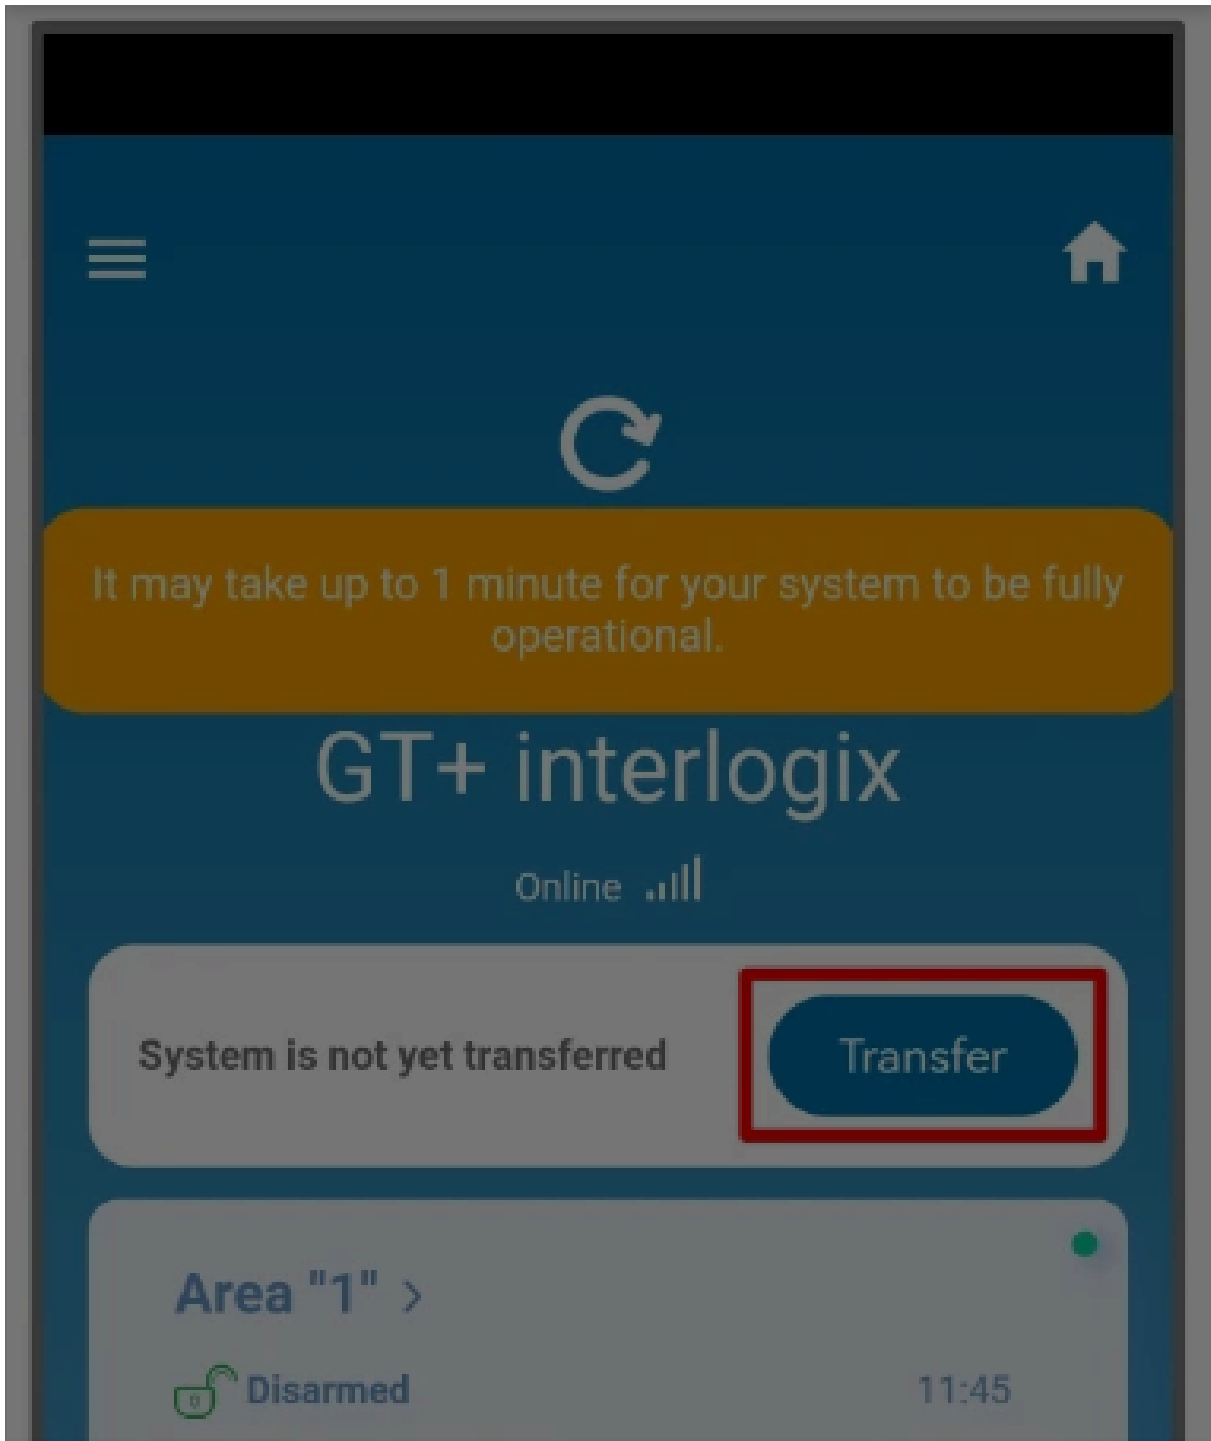 It may take up to 1 minute for your system to be fully
operational.
GT+ interlogix
Online
System is not yet transferred
Transfer
Area "1" >
Disarmed
11:45